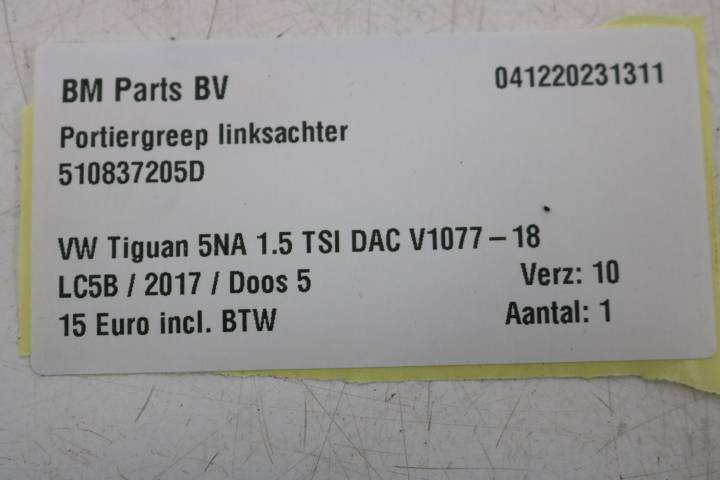 BM Parts BV 041220231311
Portiergreep linksachter
510837205D
VW Tiguan 5NA 1.5 TSI DAC V1077-18
LC5B / 2017 / Doos 5 Verz: 10
15 Euro incl. BTW Aantal: 1